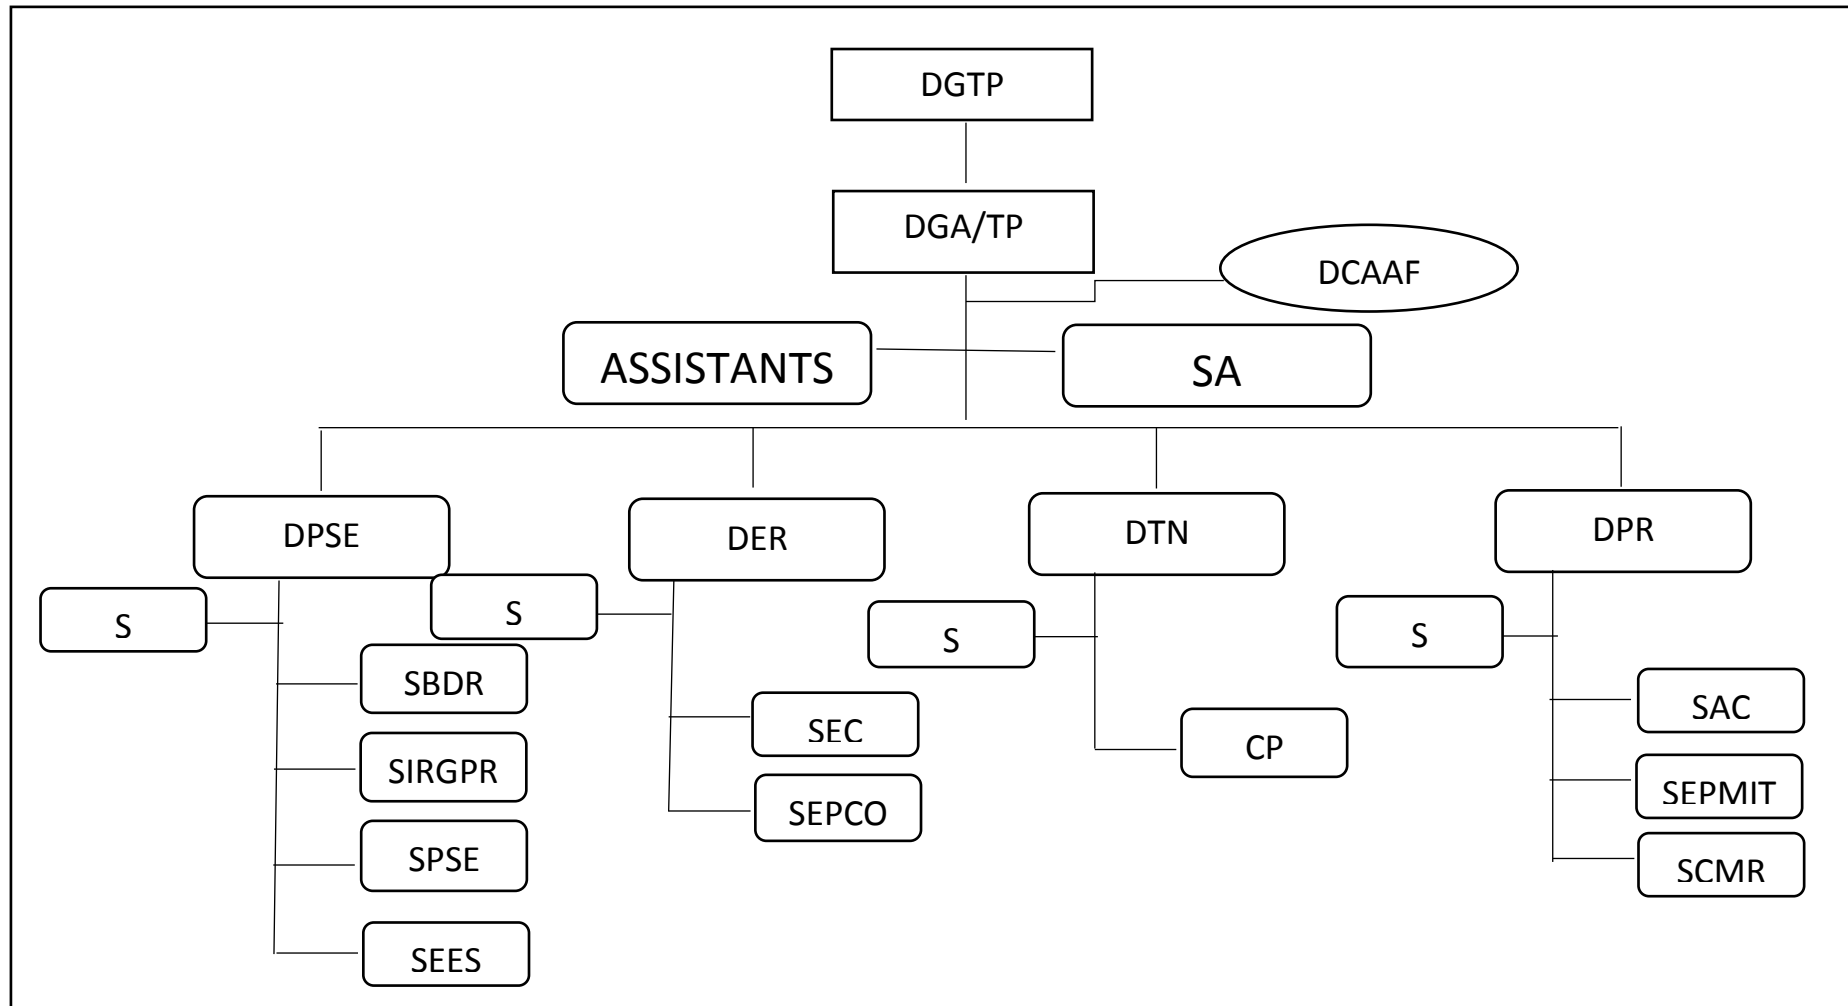 DGTP
DGA/TP
DCAAF
ASSISTANTS
SA
DPSE
DER
DTN
DPR
S
S
S
S
SBDR
SIRGPR
SPSE
SEES
SEC
SEPCO
CP
SAC
SEPMIT
SCMR